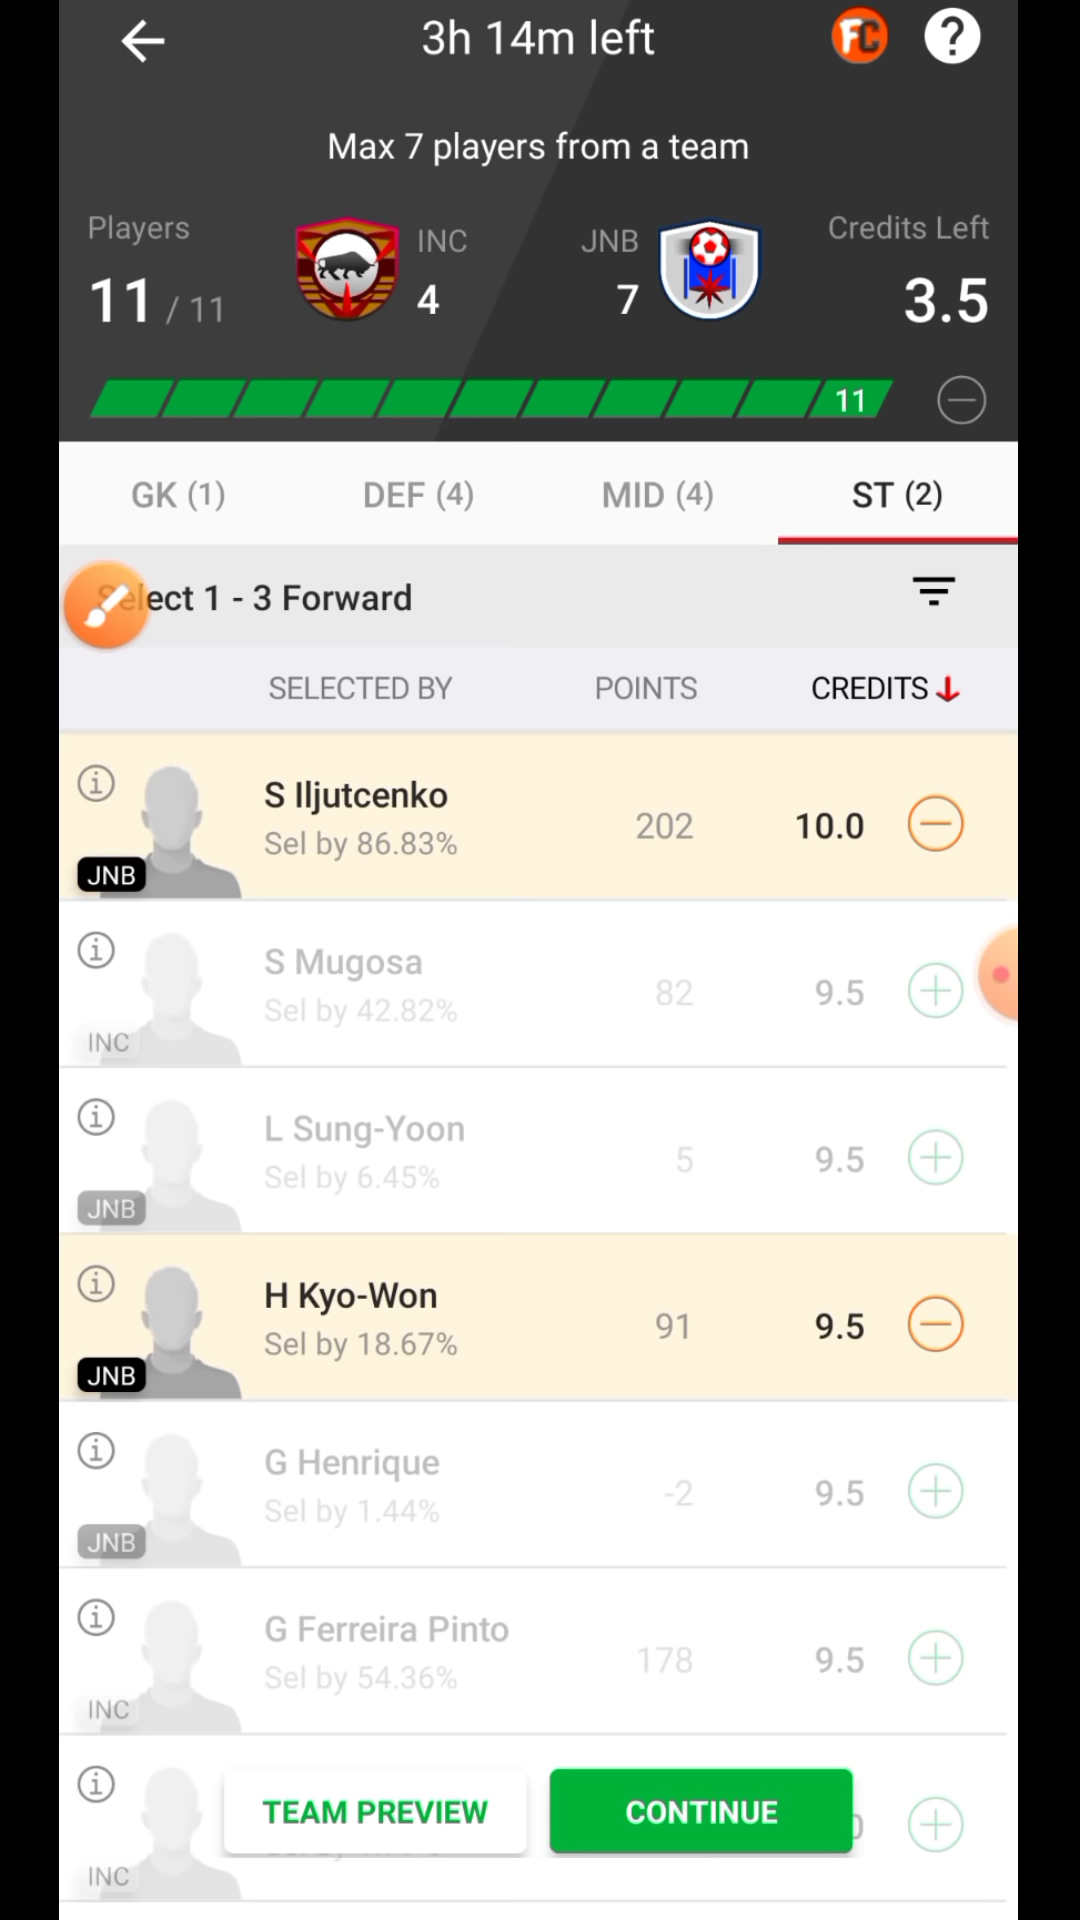 3h 14m left
FC
?
Max 7 players from a team
Players
INC
JNB
Credits Left
11 / 11
4
7
3.5
11
GK (1)
DEF (4)
MID (4)
ST (2)
Select 1 - 3 Forward
SELECTED BY
POINTS
CREDITS
S Iljutcenko
Sel by 86.83%
202
10.0
JNB
S Mugosa
Sel by 42.82%
82
9.5
INC
L Sung-Yoon
Sel by 6.45%
5
9.5
JNB
H Kyo-Won
Sel by 18.67%
91
9.5
JNB
G Henrique
Sel by 1.44%
-2
9.5
JNB
G Ferreira Pinto
Sel by 54.36%
178
9.5
INC
TEAM PREVIEW
CONTINUE
INC